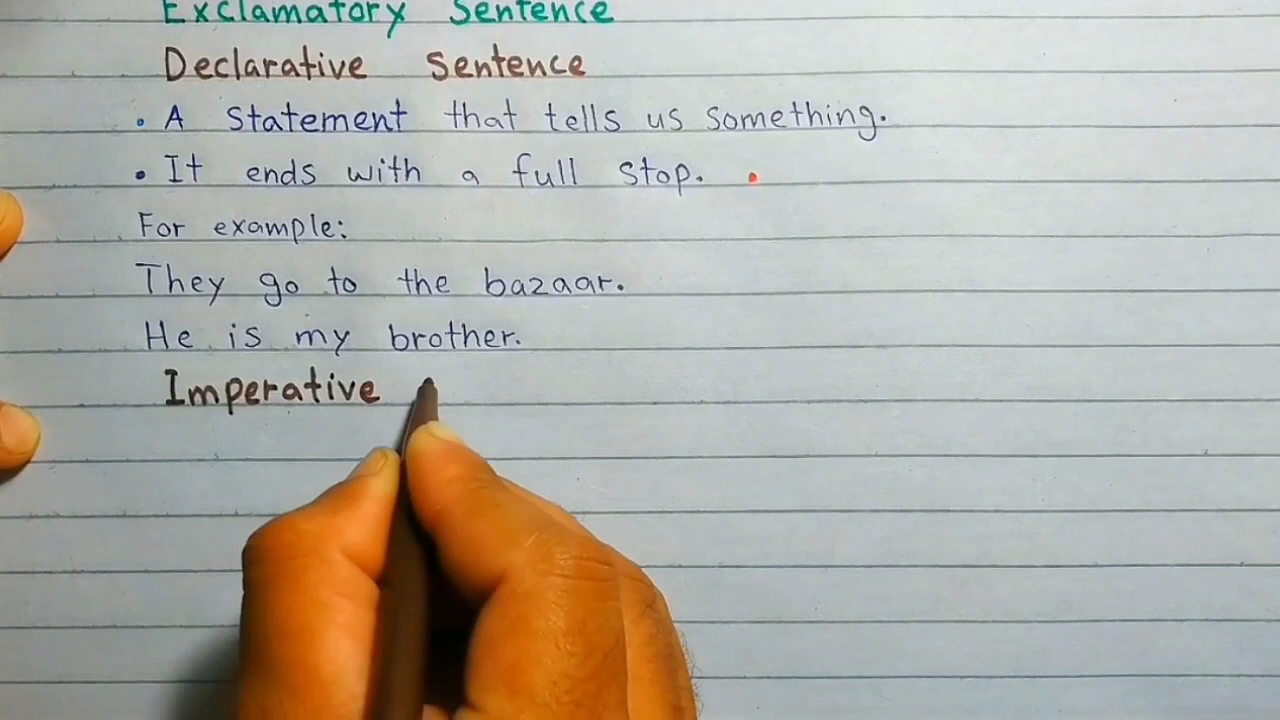 Exclamatory Sentence
Declarative Sentence
• A statement that tells us something.
• It ends with a full stop. .
For example:
They go to the bazaar.
He is my brother.
Imperative